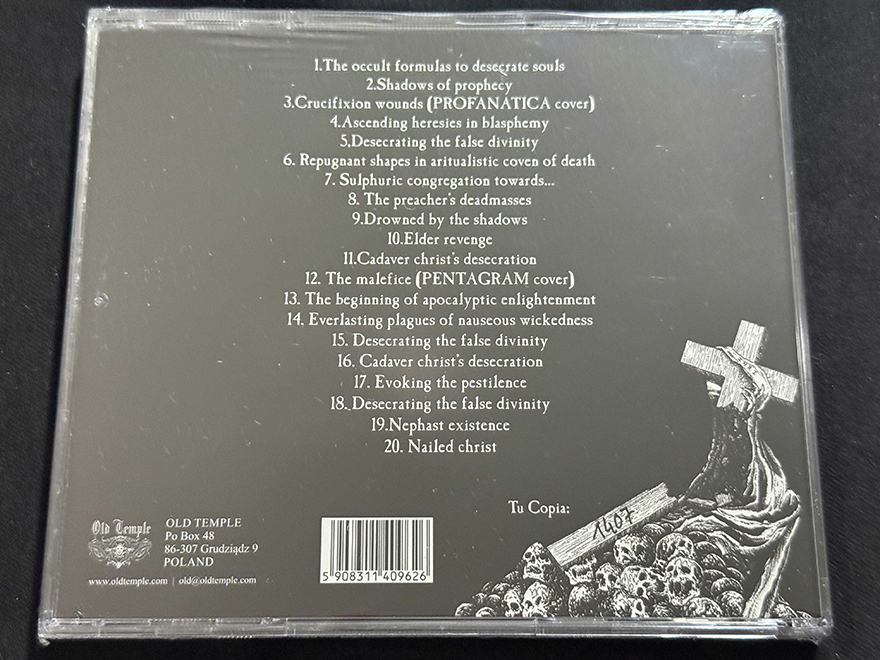 1.The occult formulas to desecrate souls
2.Shadows of prophecy
3.Crucifixion wounds (PROFANATICA cover)
4.Ascending heresies in blasphemy
5.Desecrating the false divinity
6. Repugnant shapes in aritualistic coven of death
7. Sulphuric congregation towards...
8. The preacher's deadmasses
9.Drowned by the shadows
10.Elder revenge
11.Cadaver christ's desecration
12. The malefice (PENTAGRAM cover)
13. The beginning of apocalyptic enlightenment
14. Everlasting plagues of nauseous wickedness
15. Desecrating the false divinity
16. Cadaver christ's desecration
17. Evoking the pestilence
18. Desecrating the false divinity
19.Nephast existence
20. Nailed christ
Tu Copia:
1407
Old Temple
OLD TEMPLE
Po Box 48
86-307 Grudziądz 9
POLAND
www.oldtemple.com | old@oldtemple.com
5 908311 409626